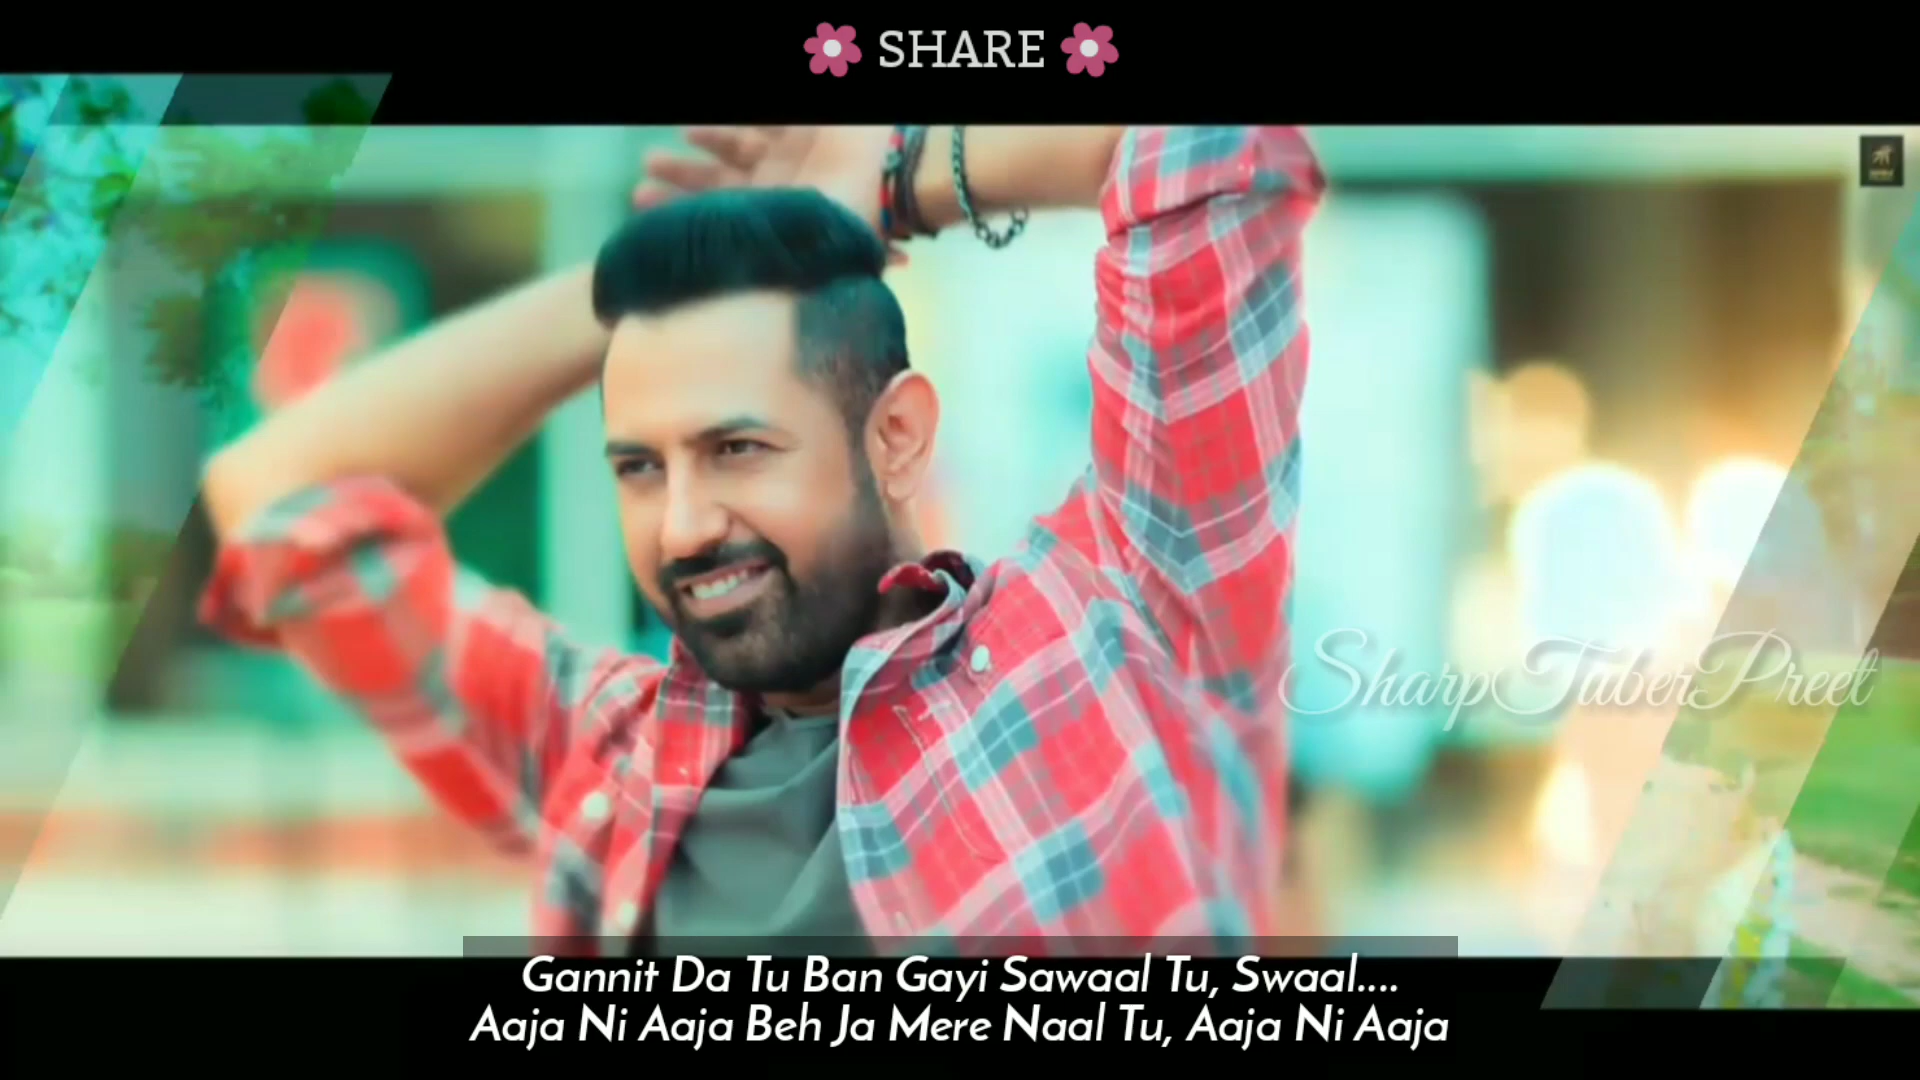 SHARE
SharpTuberPreet
Gannit Da Tu Ban Gayi Sawaal Tu, Swaal....
Aaja Ni Aaja Beh Ja Mere Naal Tu, Aaja Ni Aaja